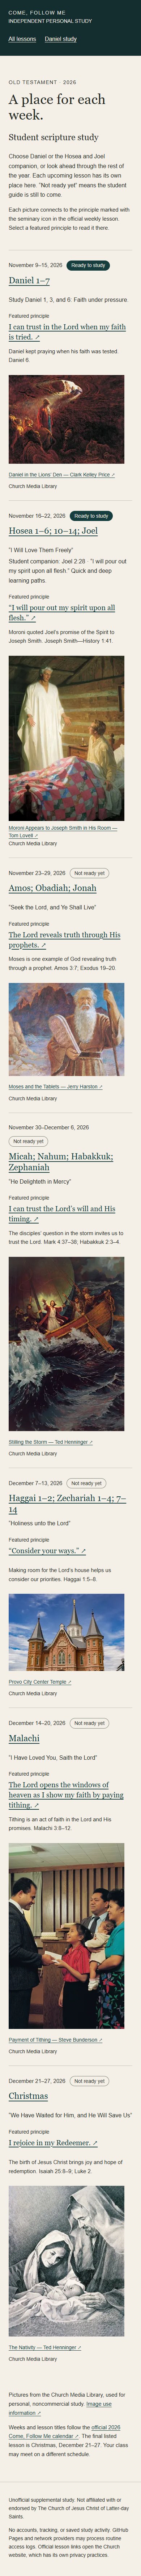 COME, FOLLOW ME
INDEPENDENT PERSONAL STUDY
All lessons Daniel study
OLD TESTAMENT · 2026
A place for each
week.
Student scripture study
Choose Daniel or the Hosea and Joel
companion, or look ahead through the rest of
the year. Each upcoming lesson has its own
place here. “Not ready yet” means the student
guide is still to come.
Each picture connects to the principle marked with
the seminary icon in the official weekly lesson.
Select a featured principle to read it there.
November 9–15, 2026 Ready to study
Daniel 1–7
Study Daniel 1, 3, and 6: Faith under pressure.
Featured principle
I can trust in the Lord when my faith
is tried. ↗
Daniel kept praying when his faith was tested.
Daniel 6.
Daniel in the Lions’ Den — Clark Kelley Price ↗
Church Media Library
November 16–22, 2026 Ready to study
Hosea 1–6; 10–14; Joel
“I Will Love Them Freely”
Student companion: Joel 2:28 · “I will pour out
my spirit upon all flesh.” Quick and deep
learning paths.
Featured principle
“I will pour out my spirit upon all
flesh.” ↗
Moroni quoted Joel’s promise of the Spirit to
Joseph Smith. Joseph Smith—History 1:41.
Moroni Appears to Joseph Smith in His Room —
Tom Lovell ↗
Church Media Library
November 23–29, 2026 Not ready yet
Amos; Obadiah; Jonah
“Seek the Lord, and Ye Shall Live”
Featured principle
The Lord reveals truth through His
prophets. ↗
Moses is one example of God revealing truth
through a prophet. Amos 3:7; Exodus 19–20.
Moses and the Tablets — Jerry Harston ↗
Church Media Library
November 30–December 6, 2026
Not ready yet
Micah; Nahum; Habakkuk;
Zephaniah
“He Delighteth in Mercy”
Featured principle
I can trust the Lord’s will and His
timing. ↗
The disciples’ question in the storm invites us to
trust the Lord. Mark 4:37–38; Habakkuk 2:3–4.
Stilling the Storm — Ted Henninger ↗
Church Media Library
December 7–13, 2026 Not ready yet
Haggai 1–2; Zechariah 1–4; 7–
14
“Holiness unto the Lord”
Featured principle
“Consider your ways.” ↗
Making room for the Lord’s house helps us
consider our priorities. Haggai 1:5–8.
Provo City Center Temple ↗
Church Media Library
December 14–20, 2026 Not ready yet
Malachi
“I Have Loved You, Saith the Lord”
Featured principle
The Lord opens the windows of
heaven as I show my faith by paying
tithing. ↗
Tithing is an act of faith in the Lord and His
promises. Malachi 3:8–12.
Payment of Tithing — Steve Bunderson ↗
Church Media Library
December 21–27, 2026 Not ready yet
Christmas
“We Have Waited for Him, and He Will Save Us”
Featured principle
I rejoice in my Redeemer. ↗
The birth of Jesus Christ brings joy and hope of
redemption. Isaiah 25:8–9; Luke 2.
The Nativity — Ted Henninger ↗
Church Media Library
Pictures from the Church Media Library, used for
personal, noncommercial study. Image use
information ↗
Weeks and lesson titles follow the official 2026
Come, Follow Me calendar ↗. The final listed
lesson is Christmas, December 21–27. Your class
may meet on a different schedule.
Unofficial supplemental study. Not affiliated with or
endorsed by The Church of Jesus Christ of Latter-day
Saints.
No accounts, tracking, or saved study activity. GitHub
Pages and network providers may process routine
access logs. Official lesson links open the Church
website, which has its own privacy practices.